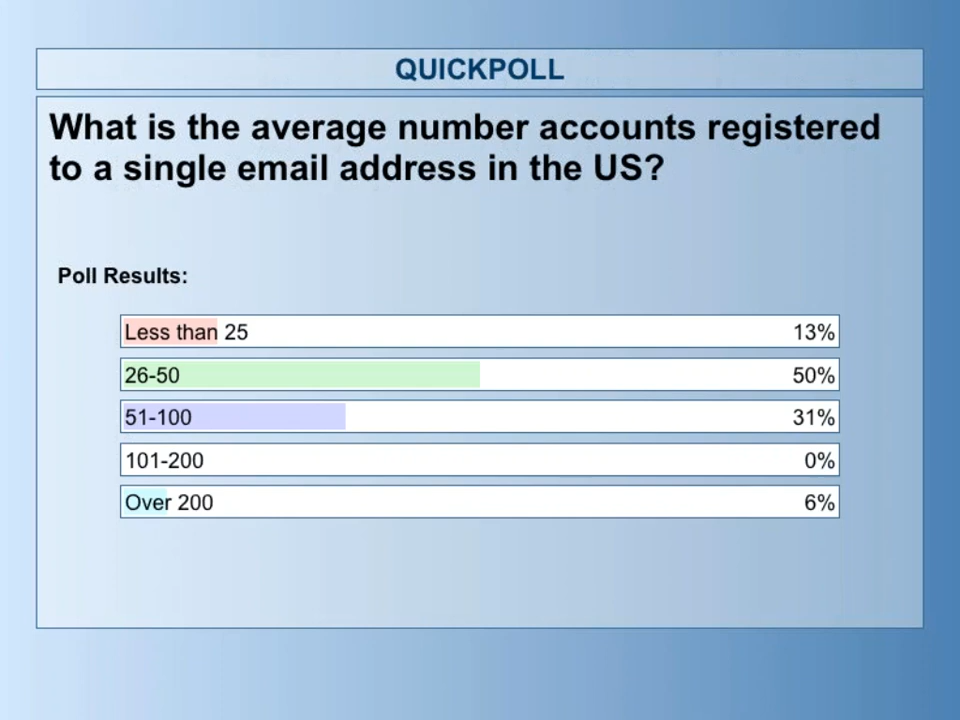 QUICKPOLL
What is the average number accounts registered
to a single email address in the US?
Poll Results:
Less than 25 13%
26-50 50%
51-100 31%
101-200 0%
Over 200 6%